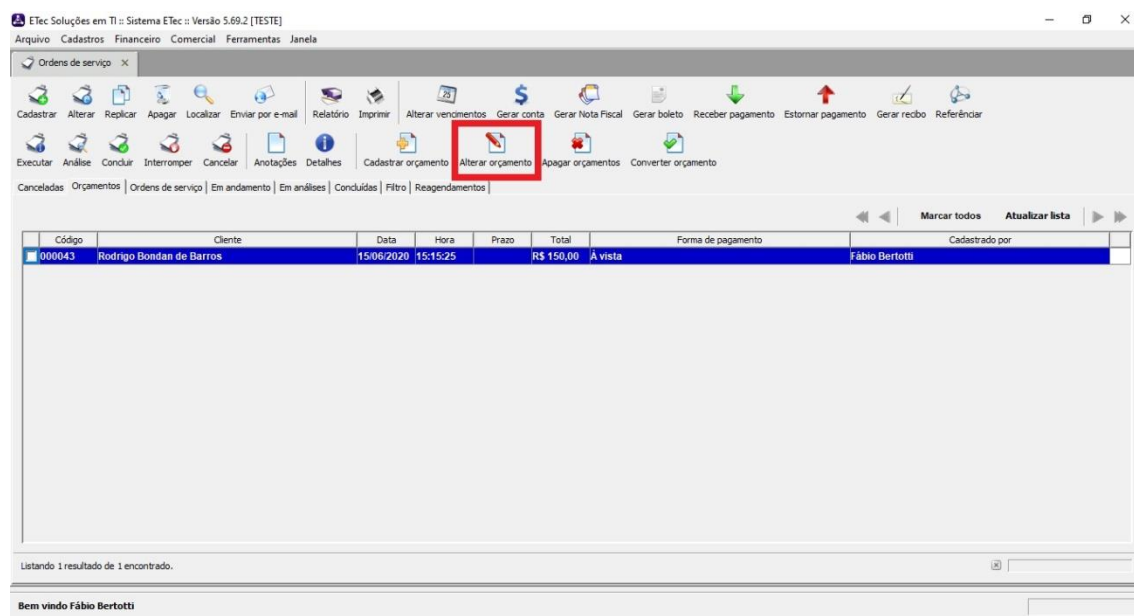 ETec Soluções em TI :: Sistema ETec :: Versão 5.69.2 [TESTE]
Arquivo Cadastros Financeiro Comercial Ferramentas Janela
Ordens de serviço
Cadastrar Alterar Replicar Apagar Localizar Enviar por e-mail Relatório Imprimir Alterar vencimentos Gerar conta Gerar Nota Fiscal Gerar boleto Receber pagamento Estornar pagamento Gerar recibo Referênciar
Executar Análise Concluir Interromper Cancelar Anotações Detalhes Cadastrar orçamento Alterar orçamento Apagar orçamentos Converter orçamento
Canceladas Orçamentos Ordens de serviço Em andamento Em análises Concluídas Filtro Reagendamentos
Marcar todos Atualizar lista
Código Cliente Data Hora Prazo Total Forma de pagamento Cadastrado por
000043 Rodrigo Bondan de Barros 15/06/2020 15:15:25 R$ 150,00 À vista Fábio Bertotti
Listando 1 resultado de 1 encontrado.
Bem vindo Fábio Bertotti